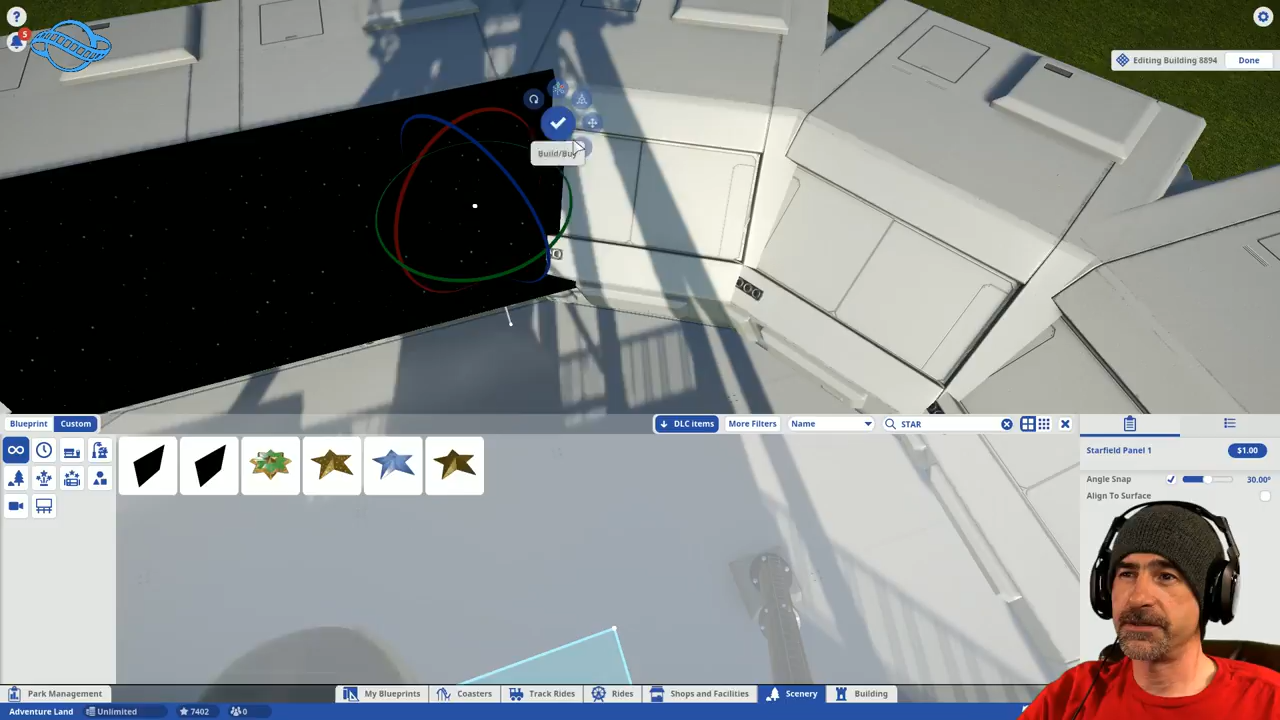 ?
5
Editing Building 8894
Done
Build/Buy
Blueprint
Custom
DLC items
More Filters
Name
STAR
Starfield Panel 1
$1.00
Angle Snap
30.00°
Align To Surface
Park Management
My Blueprints
Coasters
Track Rides
Rides
Shops and Facilities
Scenery
Building
Adventure Land
Unlimited
7402
0